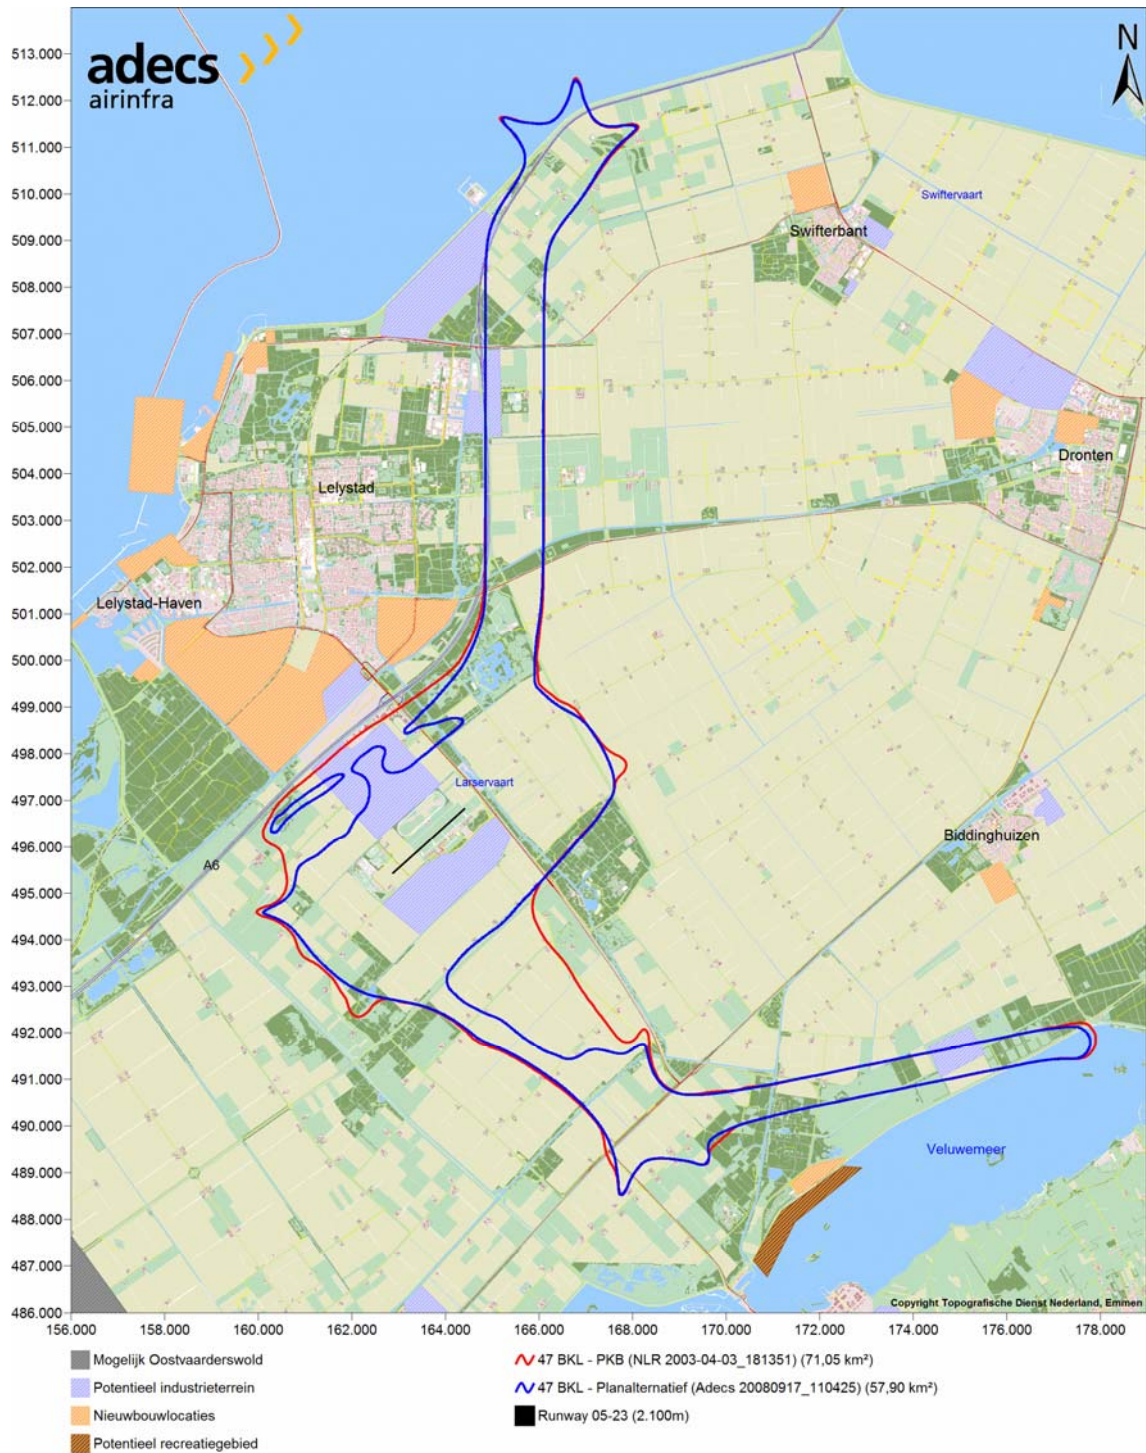 adecs
airinfra
N
513.000
512.000
511.000
510.000
509.000
508.000
507.000
506.000
505.000
504.000
503.000
502.000
501.000
500.000
499.000
498.000
497.000
496.000
495.000
494.000
493.000
492.000
491.000
490.000
489.000
488.000
487.000
486.000
Swiftervaart
Swifterbant
Dronten
Lelystad
Lelystad-Haven
Larservaart
Biddinghuizen
A6
Veluwemeer
Copyright Topografische Dienst Nederland, Emmen
156.000 158.000 160.000 162.000 164.000 166.000 168.000 170.000 172.000 174.000 176.000 178.000
Mogelijk Oostvaarderswold
Potentieel industrieterrein
Nieuwbouwlocaties
Potentieel recreatiegebied
47 BKL - PKB (NLR 2003-04-03_181351) (71,05 km²)
47 BKL - Planalternatief (Adecs 20080917_110425) (57,90 km²)
Runway 05-23 (2.100m)